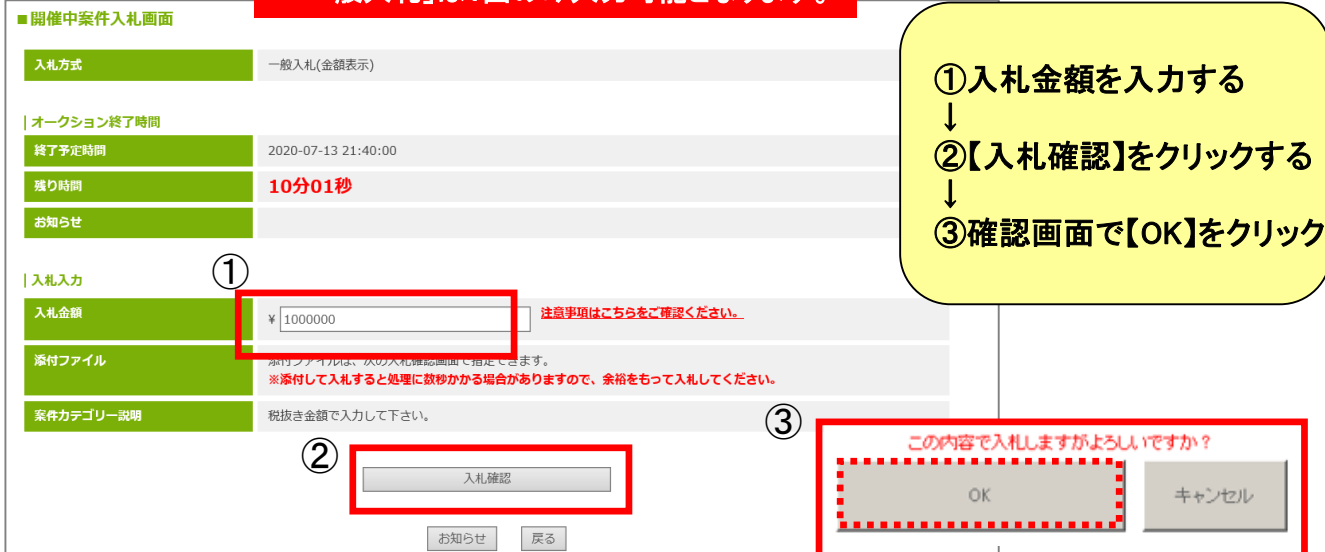 ■開催中案件入札画面
入札方式 一般入札(金額表示)
|オークション終了時間
終了予定時間 2020-07-13 21:40:00
残り時間 10分01秒
お知らせ
|入札入力
①
入札金額 ¥ 1000000 注意事項はこちらをご確認ください。
添付ファイル 添付ファイルは、次の入札確認画面で指定できます。
※添付して入札すると処理に数秒かかる場合がありますので、余裕をもって入札してください。
案件カテゴリー説明 税抜き金額で入力して下さい。
②
入札確認
お知らせ 戻る
①入札金額を入力する
↓
②【入札確認】をクリックする
↓
③確認画面で【OK】をクリック
③
この内容で入札しますがよろしいですか？
OK キャンセル